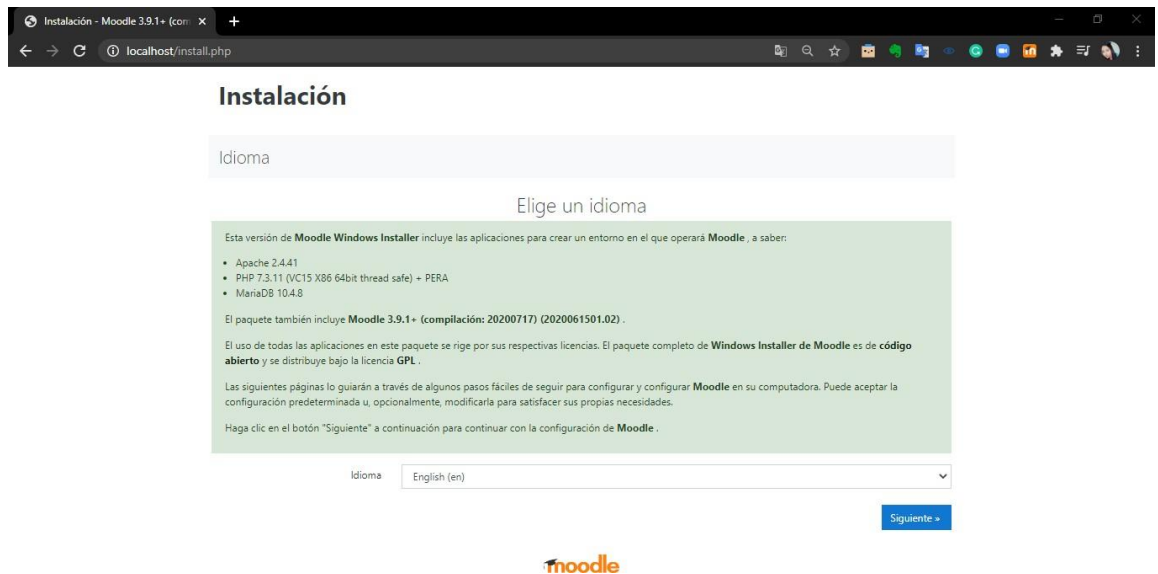 Instalación - Moodle 3.9.1+ (com
localhost/install.php
Instalación
Idioma
Elige un idioma
Esta versión de Moodle Windows Installer incluye las aplicaciones para crear un entorno en el que operará Moodle , a saber:
• Apache 2.4.41
• PHP 7.3.11 (VC15 X86 64bit thread safe) + PERA
• MariaDB 10.4.8
El paquete también incluye Moodle 3.9.1+ (compilación: 20200717) (2020061501.02) .
El uso de todas las aplicaciones en este paquete se rige por sus respectivas licencias. El paquete completo de Windows Installer de Moodle es de código
abierto y se distribuye bajo la licencia GPL .
Las siguientes páginas lo guiarán a través de algunos pasos fáciles de seguir para configurar y configurar Moodle en su computadora. Puede aceptar la
configuración predeterminada u, opcionalmente, modificarla para satisfacer sus propias necesidades.
Haga clic en el botón "Siguiente" a continuación para continuar con la configuración de Moodle .
Idioma English (en)
Siguiente »
moodle